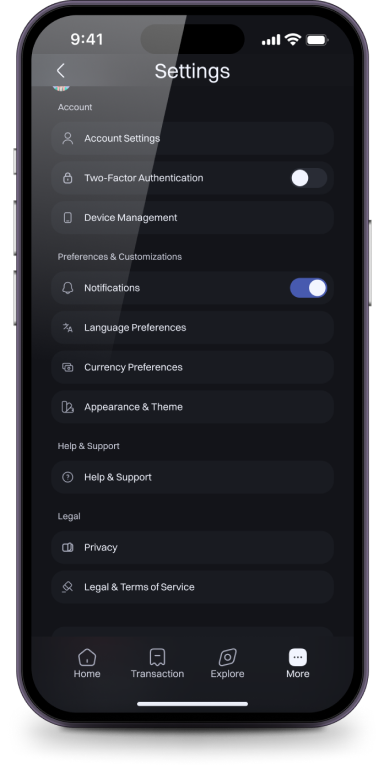 9:41
Settings
Account
Account Settings
Two-Factor Authentication
Device Management
Preferences & Customizations
Notifications
Language Preferences
Currency Preferences
Appearance & Theme
Help & Support
Help & Support
Legal
Privacy
Legal & Terms of Service
Home
Transaction
Explore
More